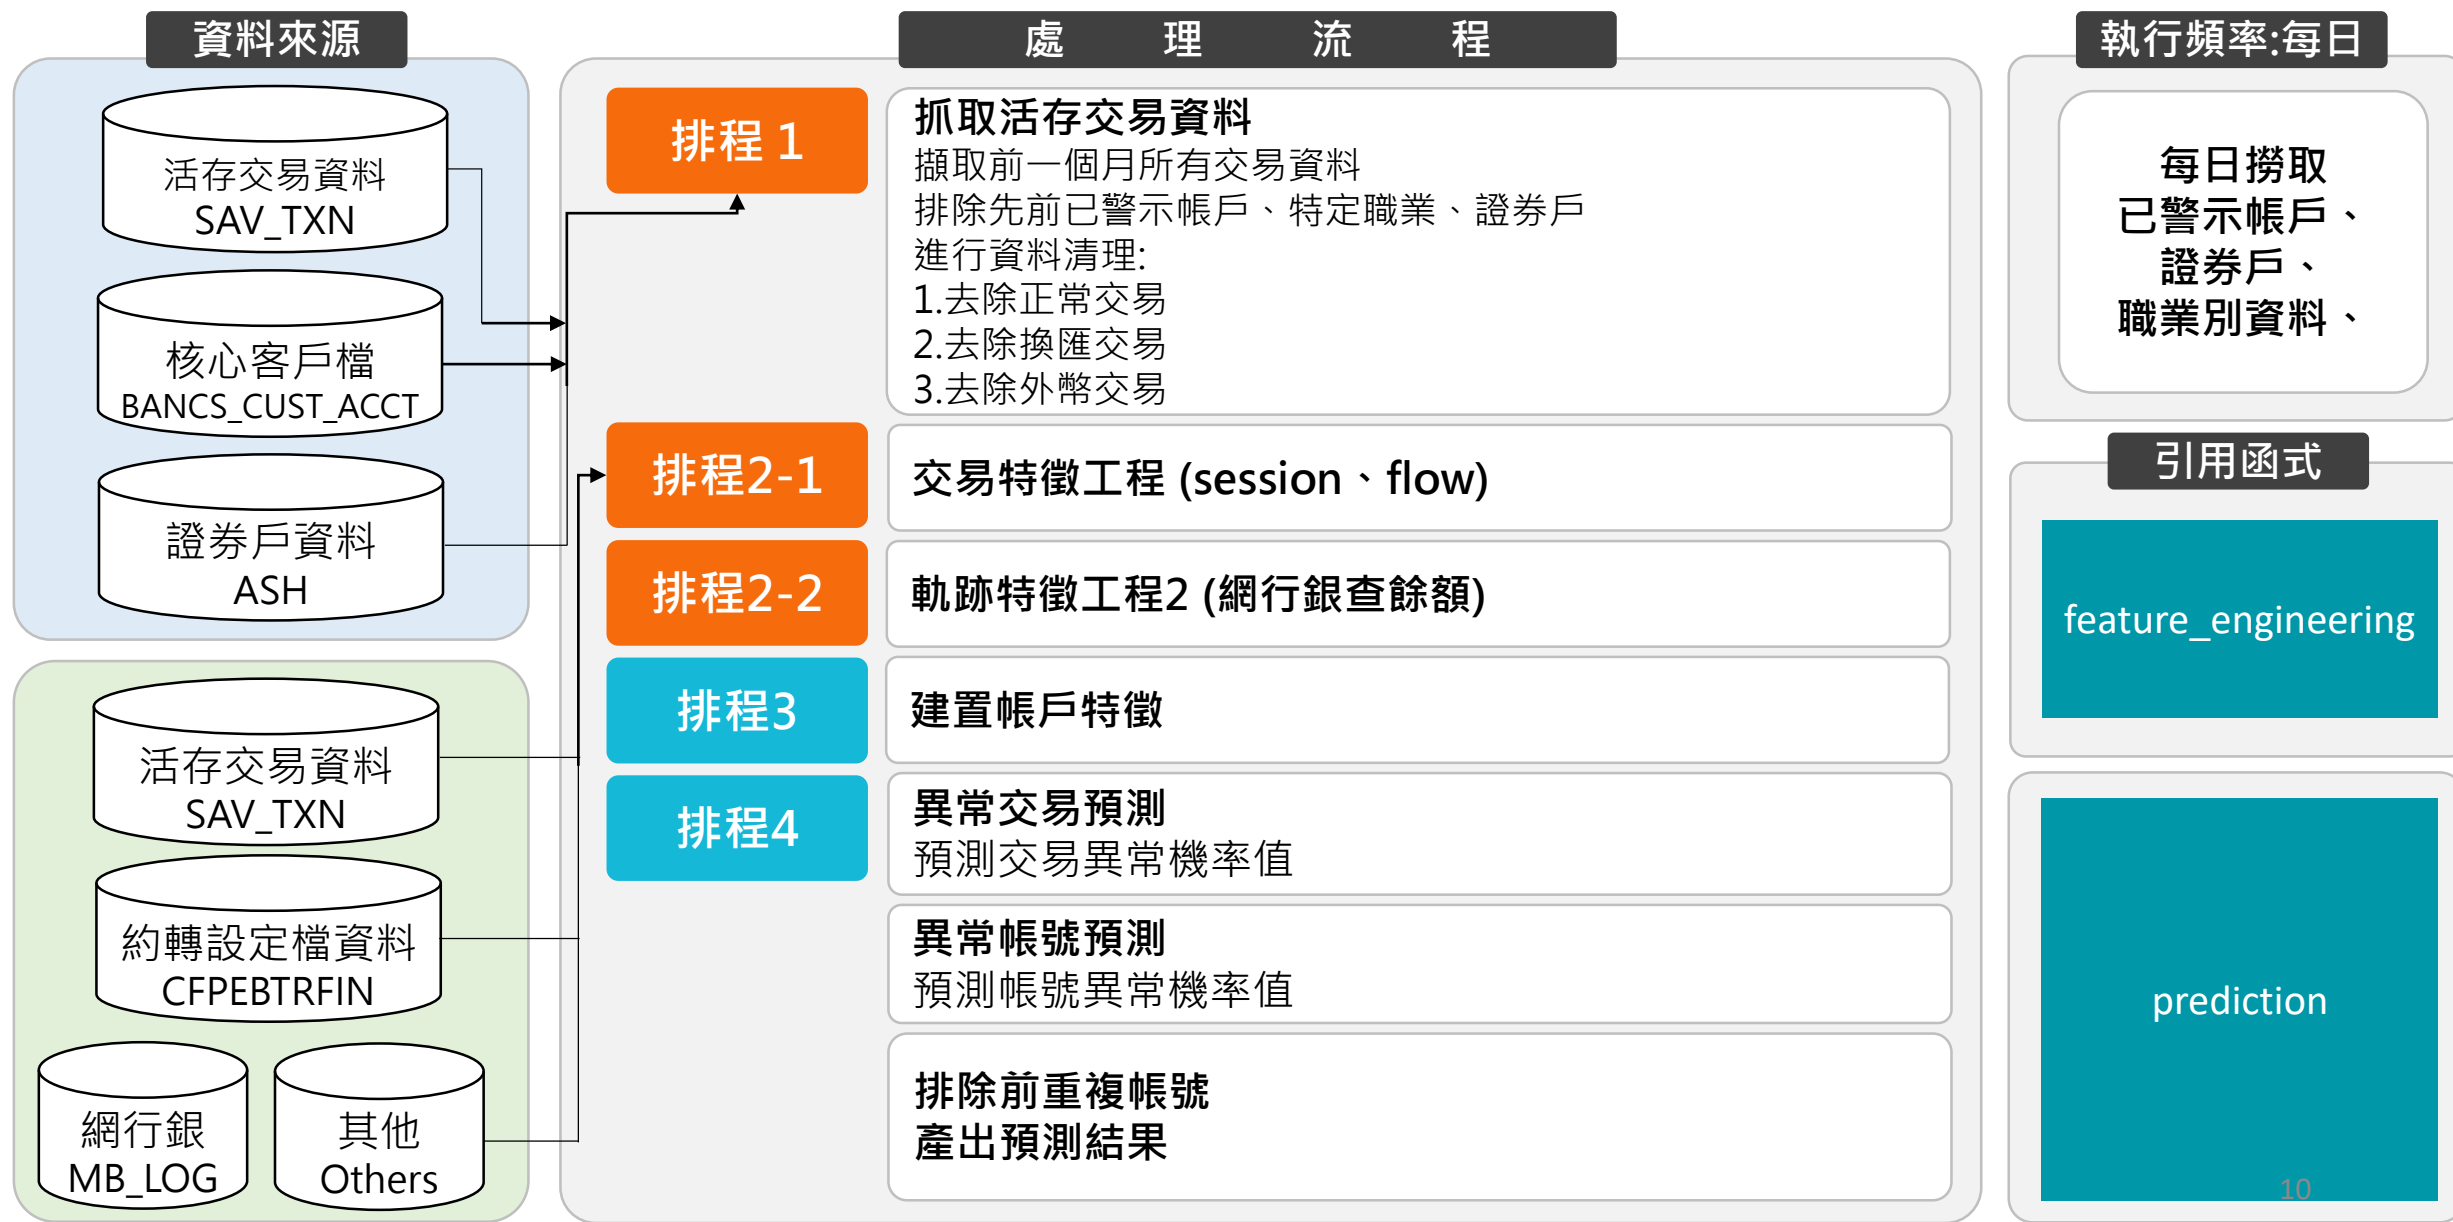 資料來源
活存交易資料
SAV_TXN
核心客戶檔
BANCS_CUST_ACCT
證券戶資料
ASH
活存交易資料
SAV_TXN
約轉設定檔資料
CFPEBTRFIN
網行銀
MB_LOG
其他
Others
處 理 流 程
排程 1
抓取活存交易資料
擷取前一個月所有交易資料
排除先前已警示帳戶、特定職業、證券戶
進行資料清理:
1.去除正常交易
2.去除換匯交易
3.去除外幣交易
排程2-1
交易特徵工程 (session、flow)
排程2-2
軌跡特徵工程2 (網行銀查餘額)
排程3
建置帳戶特徵
排程4
異常交易預測
預測交易異常機率值
異常帳號預測
預測帳號異常機率值
排除前重複帳號
產出預測結果
執行頻率:每日
每日撈取
已警示帳戶、
證券戶、
職業別資料、
引用函式
feature_engineering
prediction
10